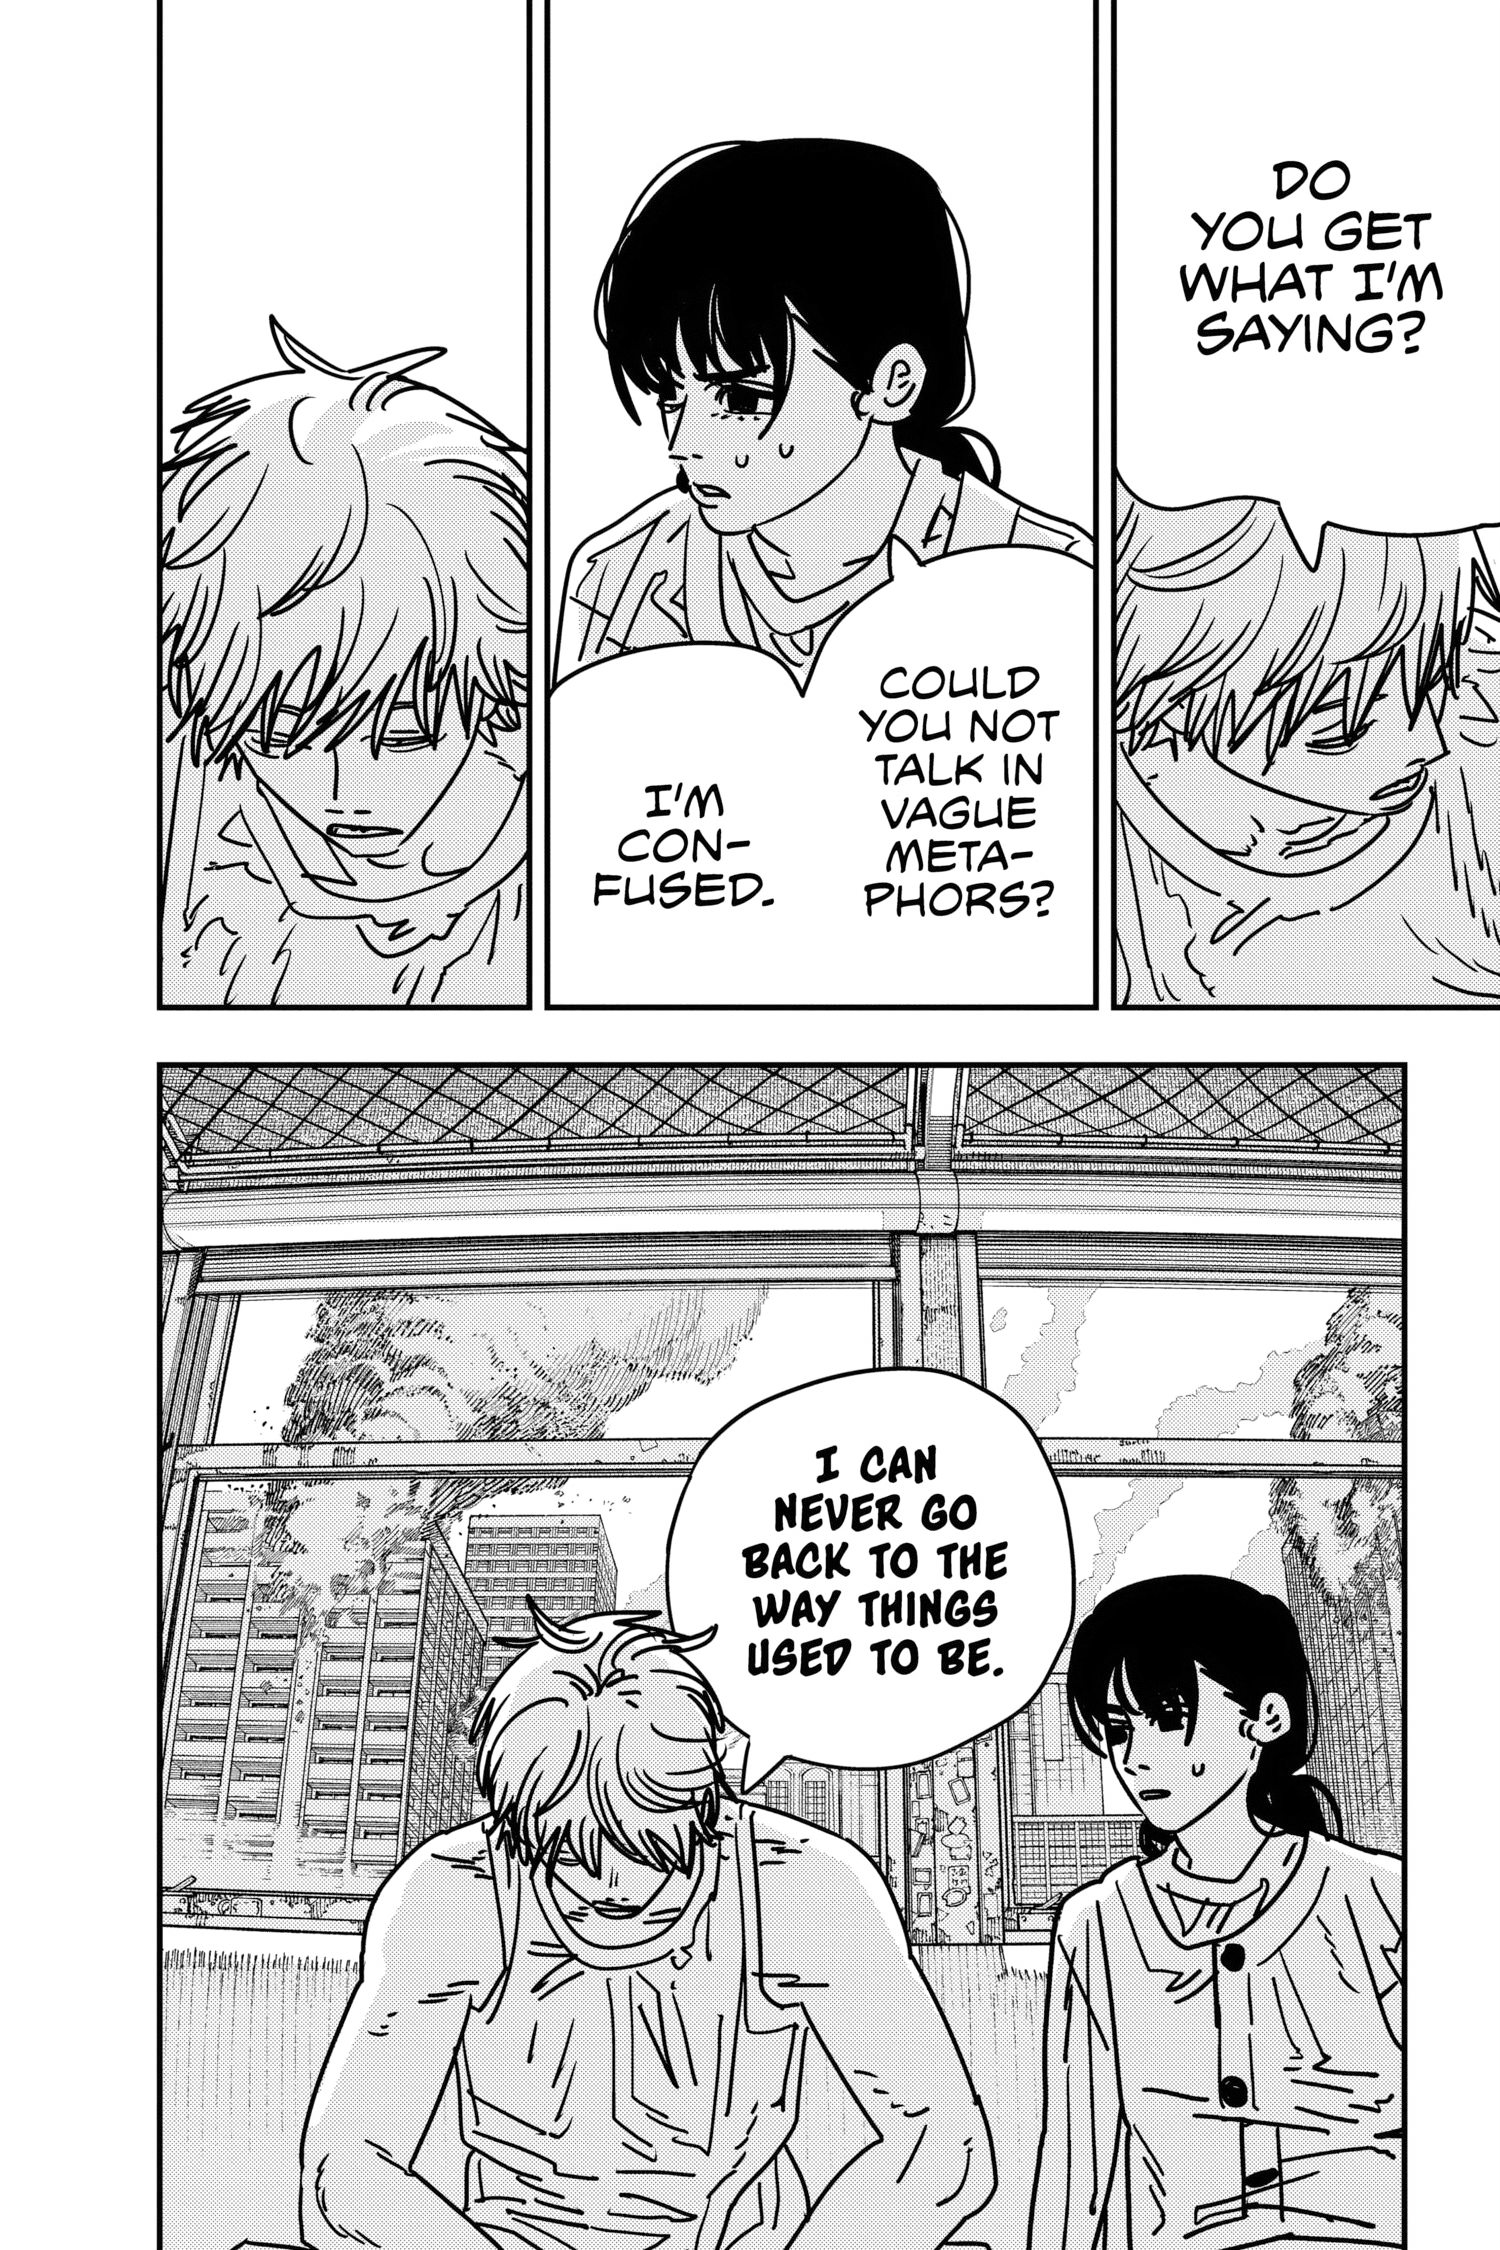 DO
YOU GET
WHAT I'M
SAYING?
COULD
YOU NOT
TALK IN
VAGUE
META-
PHORS?
I'M
CON-
FUSED.
I CAN
NEVER GO
BACK TO THE
WAY THINGS
USED TO BE.